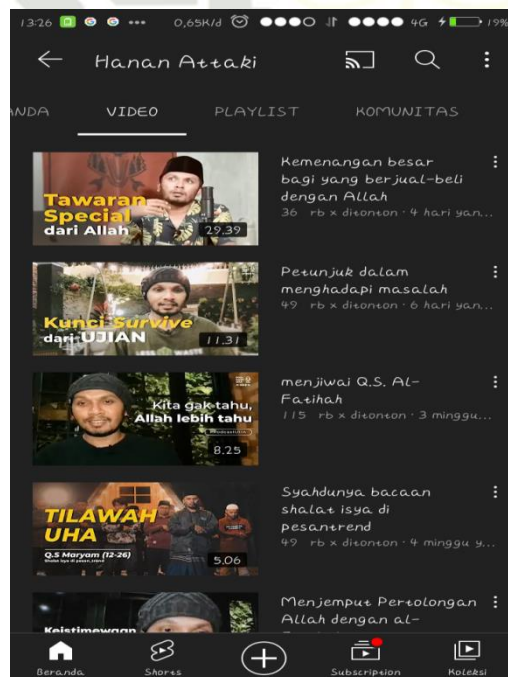 13:26 0,65K/d 4G 19%
Hanan Attaki
ANDA VIDEO PLAYLIST KOMUNITAS
Tawaran
Special
dari Allah
29.39
Kemenangan besar
bagi yang berjual-beli
dengan Allah
36 rb x ditonton · 4 hari yan...
Kunci Survive
dari UJIAN
11.31
Petunjuk dalam
menghadapi masalah
49 rb x ditonton · 6 hari yan...
Kita gak tahu,
Allah lebih tahu
8.25
menjiwai Q.S. Al-
Fatihah
115 rb x ditonton · 3 minggu...
TILAWAH
UHA
Q.S Maryam (12-26)
5.06
Syahdunya bacaan
shalat isya di
pesantrend
49 rb x ditonton · 4 minggu y...
Keistimewaan
Menjemput Pertolongan
Allah dengan al-
Beranda Shorts Subscription Koleksi